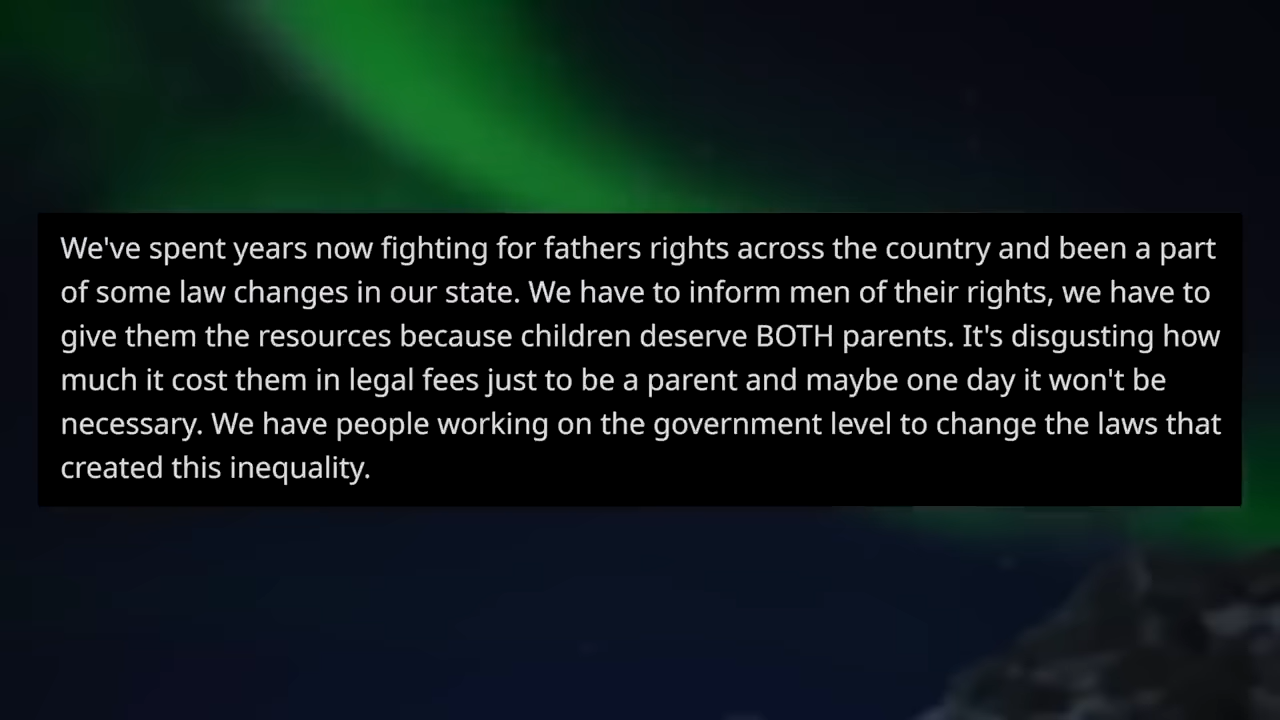 We've spent years now fighting for fathers rights across the country and been a part
of some law changes in our state. We have to inform men of their rights, we have to
give them the resources because children deserve BOTH parents. It's disgusting how
much it cost them in legal fees just to be a parent and maybe one day it won't be
necessary. We have people working on the government level to change the laws that
created this inequality.